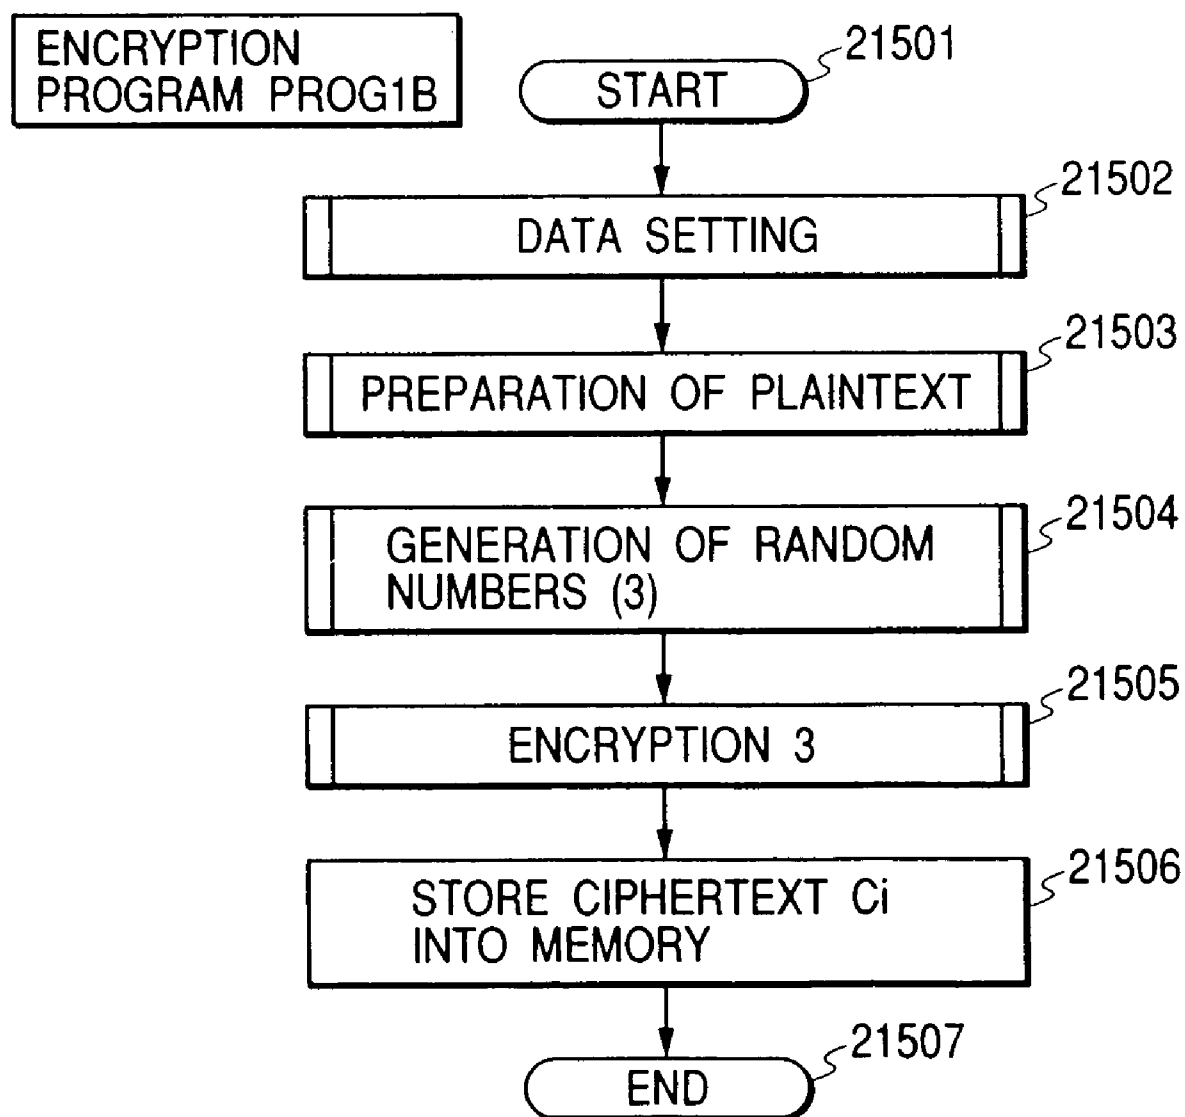 ENCRYPTION
PROGRAM PROG1B
21501
START
21502
DATA SETTING
21503
PREPARATION OF PLAINTEXT
21504
GENERATION OF RANDOM
NUMBERS (3)
21505
ENCRYPTION 3
21506
STORE CIPHERTEXT Ci
INTO MEMORY
21507
END